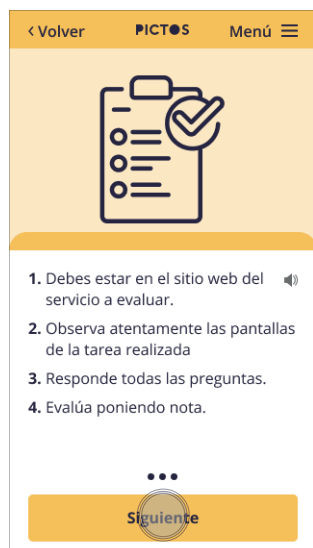 < Volver PICTOS Menú
1. Debes estar en el sitio web del
servicio a evaluar.
2. Observa atentamente las pantallas
de la tarea realizada
3. Responde todas las preguntas.
4. Evalúa poniendo nota.
Siguiente